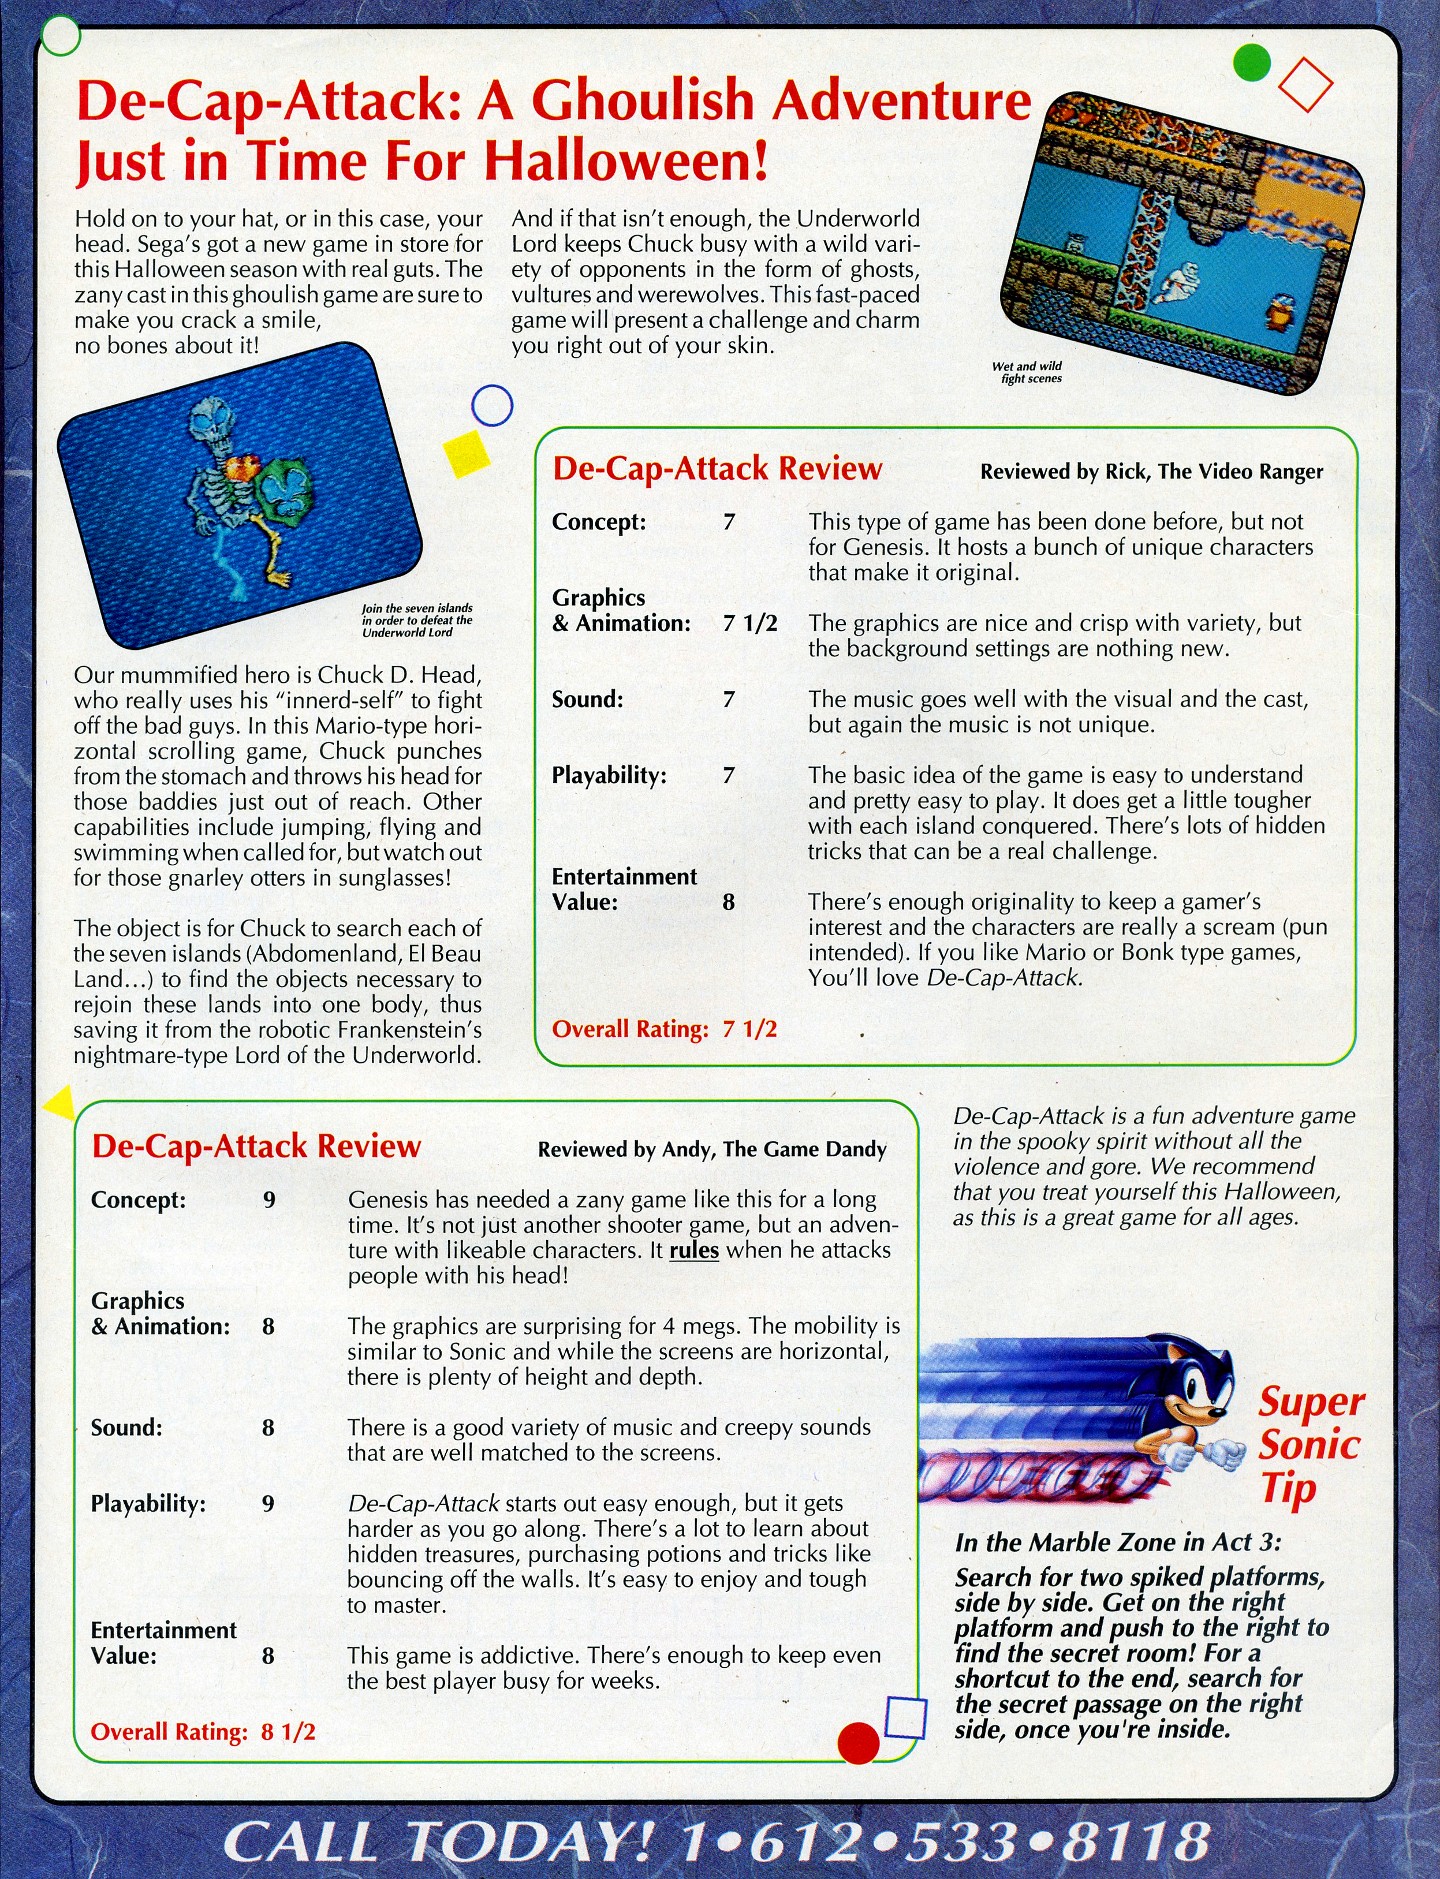 De-Cap-Attack: A Ghoulish Adventure
Just in Time For Halloween!
Hold on to your hat, or in this case, your
head. Sega's got a new game in store for
this Halloween season with real guts. The
zany cast in this ghoulish game are sure to
make you crack a smile,
no bones about it!
Join the seven islands
in order to defeat the
Underworld Lord
Our mummified hero is Chuck D. Head,
who really uses his "innerd-self" to fight
off the bad guys. In this Mario-type hori-
zontal scrolling game, Chuck punches
from the stomach and throws his head for
those baddies just out of reach. Other
capabilities include jumping, flying and
swimming when called for, but watch out
for those gnarley otters in sunglasses!
The object is for Chuck to search each of
the seven islands (Abdomenland, El Beau
Land...) to find the objects necessary to
rejoin these lands into one body, thus
saving it from the robotic Frankenstein's
nightmare-type Lord of the Underworld.
And if that isn't enough, the Underworld
Lord keeps Chuck busy with a wild vari-
ety of opponents in the form of ghosts,
vultures and werewolves. This fast-paced
game will present a challenge and charm
you right out of your skin.
Wet and wild
fight scenes
De-Cap-Attack Review Reviewed by Rick, The Video Ranger
Concept: 7 This type of game has been done before, but not
for Genesis. It hosts a bunch of unique characters
that make it original.
Graphics
& Animation: 7 1/2 The graphics are nice and crisp with variety, but
the background settings are nothing new.
Sound: 7 The music goes well with the visual and the cast,
but again the music is not unique.
Playability: 7 The basic idea of the game is easy to understand
and pretty easy to play. It does get a little tougher
with each island conquered. There's lots of hidden
tricks that can be a real challenge.
Entertainment
Value: 8 There's enough originality to keep a gamer's
interest and the characters are really a scream (pun
intended). If you like Mario or Bonk type games,
You'll love De-Cap-Attack.
Overall Rating: 7 1/2
De-Cap-Attack Review Reviewed by Andy, The Game Dandy
Concept: 9 Genesis has needed a zany game like this for a long
time. It's not just another shooter game, but an adven-
ture with likeable characters. It rules when he attacks
people with his head!
Graphics
& Animation: 8 The graphics are surprising for 4 megs. The mobility is
similar to Sonic and while the screens are horizontal,
there is plenty of height and depth.
Sound: 8 There is a good variety of music and creepy sounds
that are well matched to the screens.
Playability: 9 De-Cap-Attack starts out easy enough, but it gets
harder as you go along. There's a lot to learn about
hidden treasures, purchasing potions and tricks like
bouncing off the walls. It's easy to enjoy and tough
to master.
Entertainment
Value: 8 This game is addictive. There's enough to keep even
the best player busy for weeks.
Overall Rating: 8 1/2
De-Cap-Attack is a fun adventure game
in the spooky spirit without all the
violence and gore. We recommend
that you treat yourself this Halloween,
as this is a great game for all ages.
Super
Sonic
Tip
In the Marble Zone in Act 3:
Search for two spiked platforms,
side by side. Get on the right
platform and push to the right to
find the secret room! For a
shortcut to the end, search for
the secret passage on the right
side, once you're inside.
CALL TODAY! 1•612•533•8118